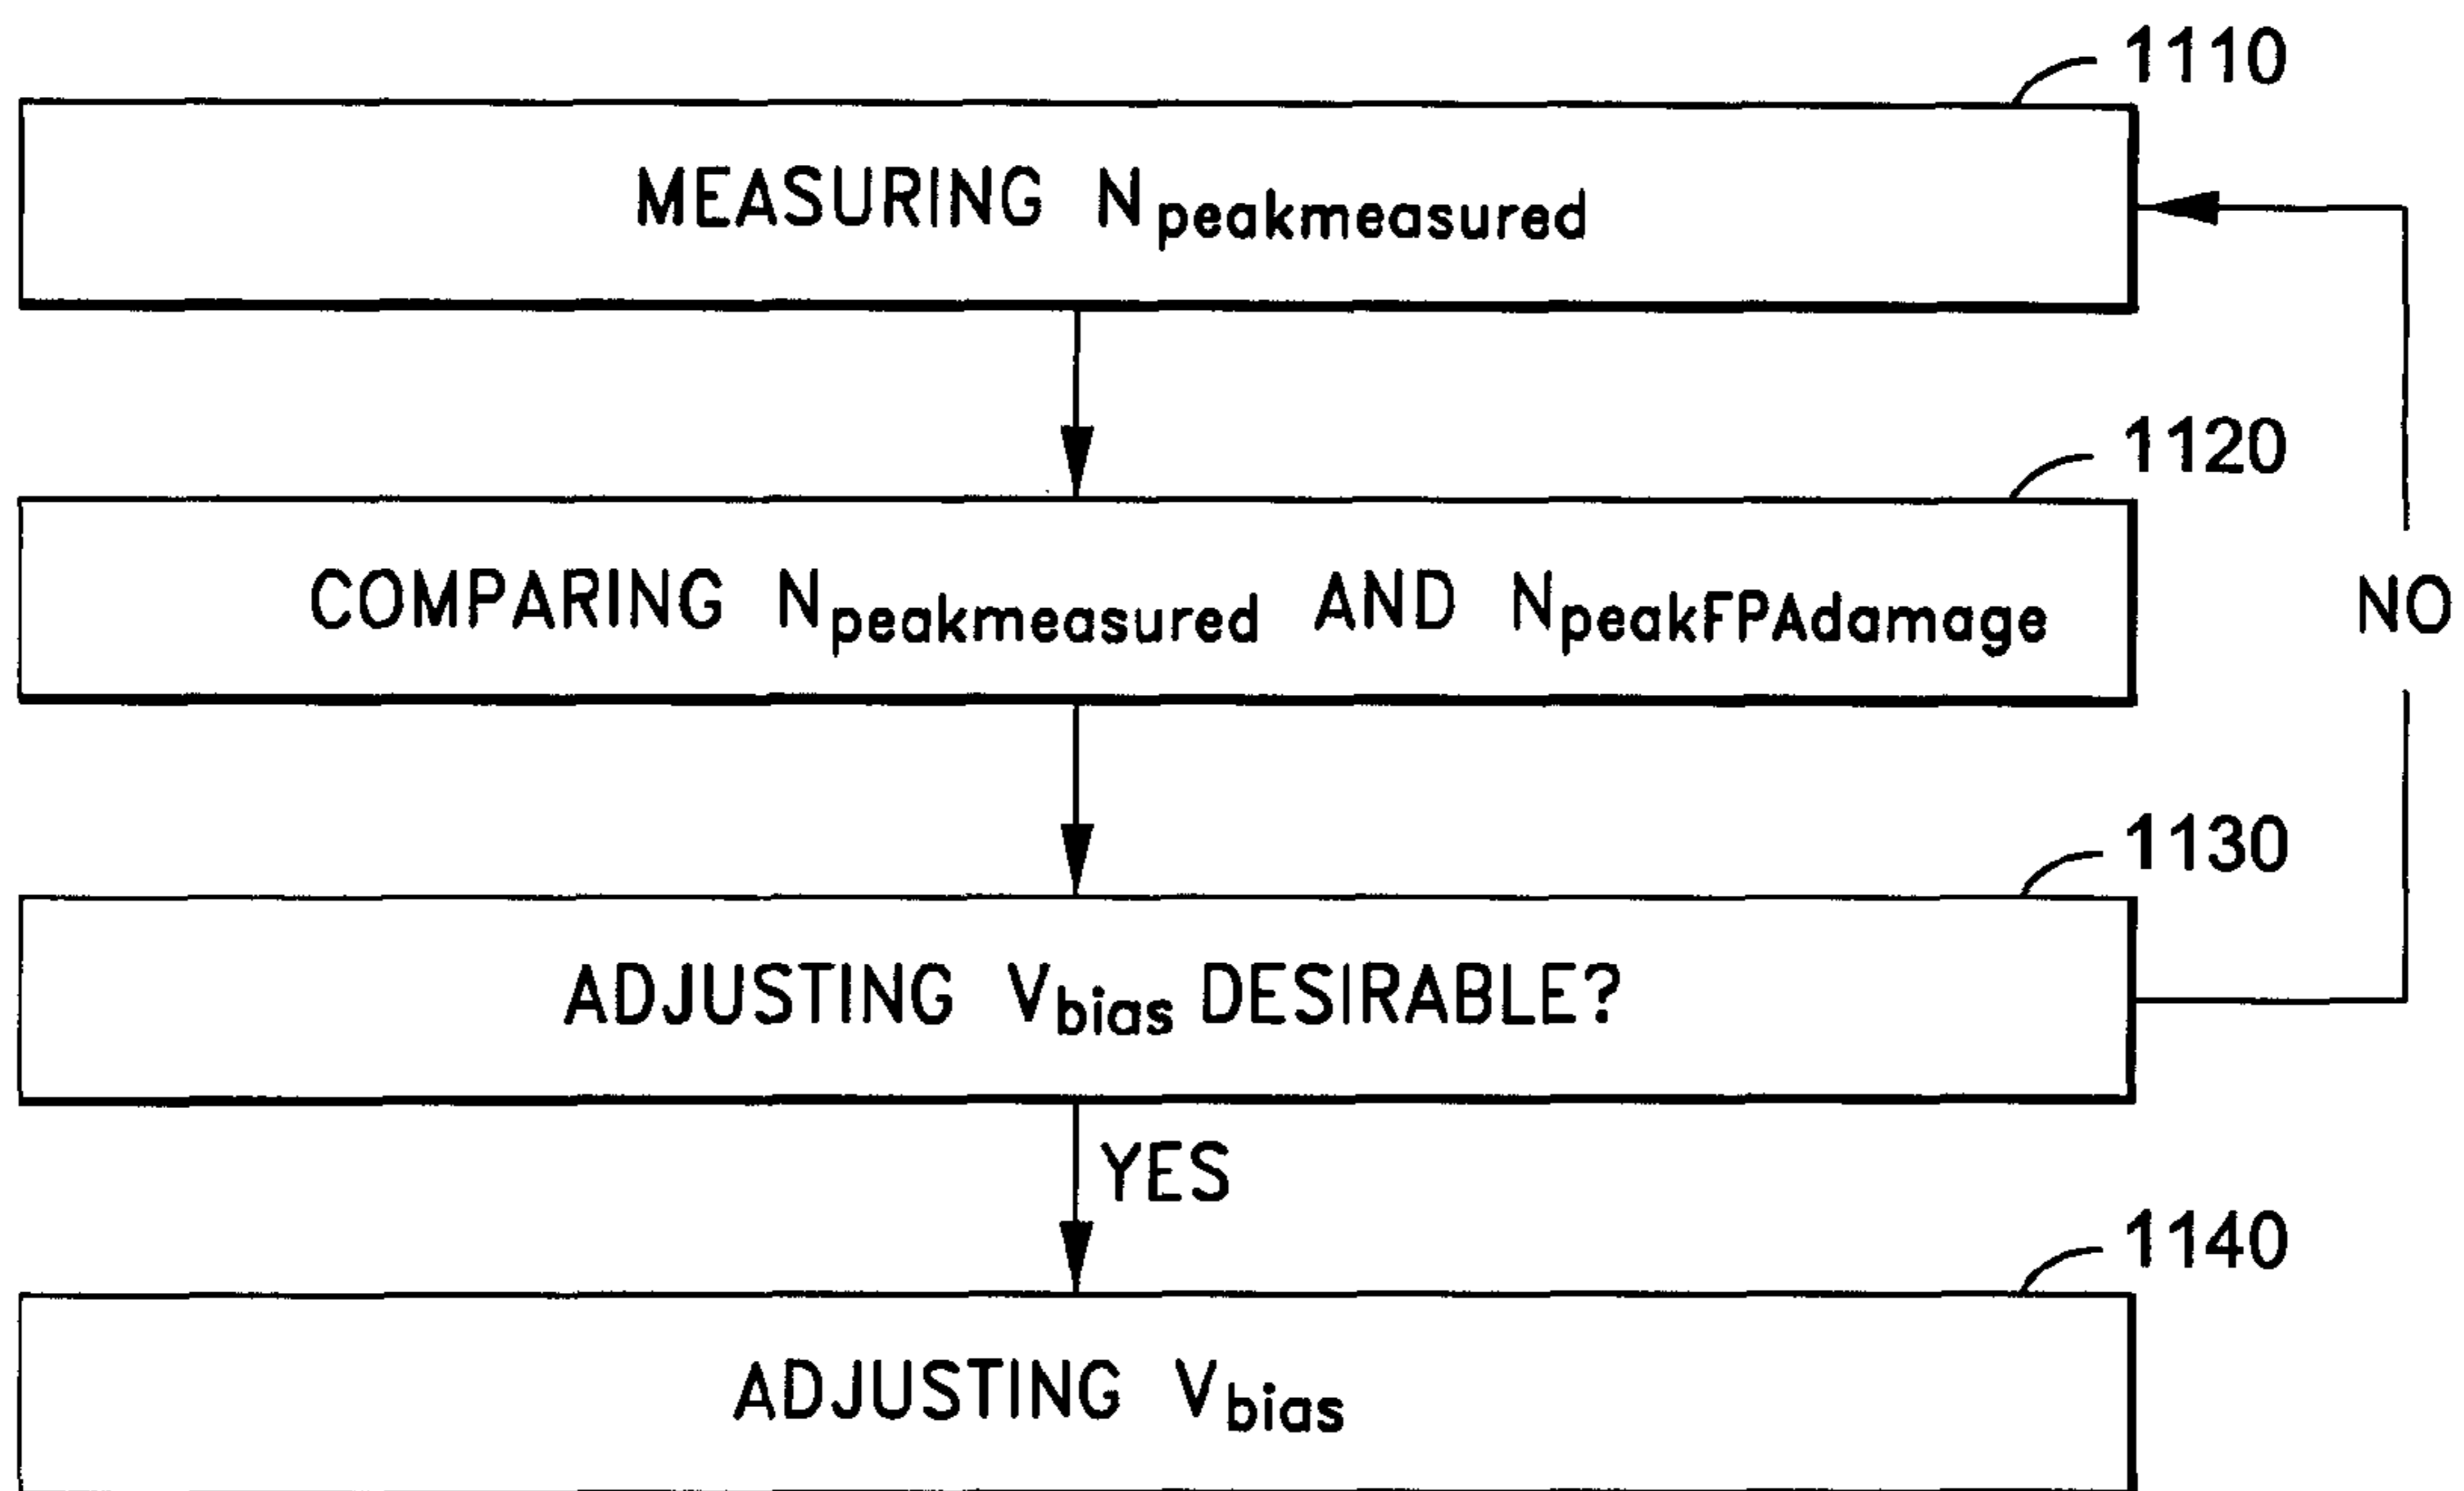 1110
MEASURING Npeakmeasured
1120
COMPARING Npeakmeasured AND NpeakFPAdamage
NO
1130
ADJUSTING Vbias DESIRABLE?
YES
1140
ADJUSTING Vbias